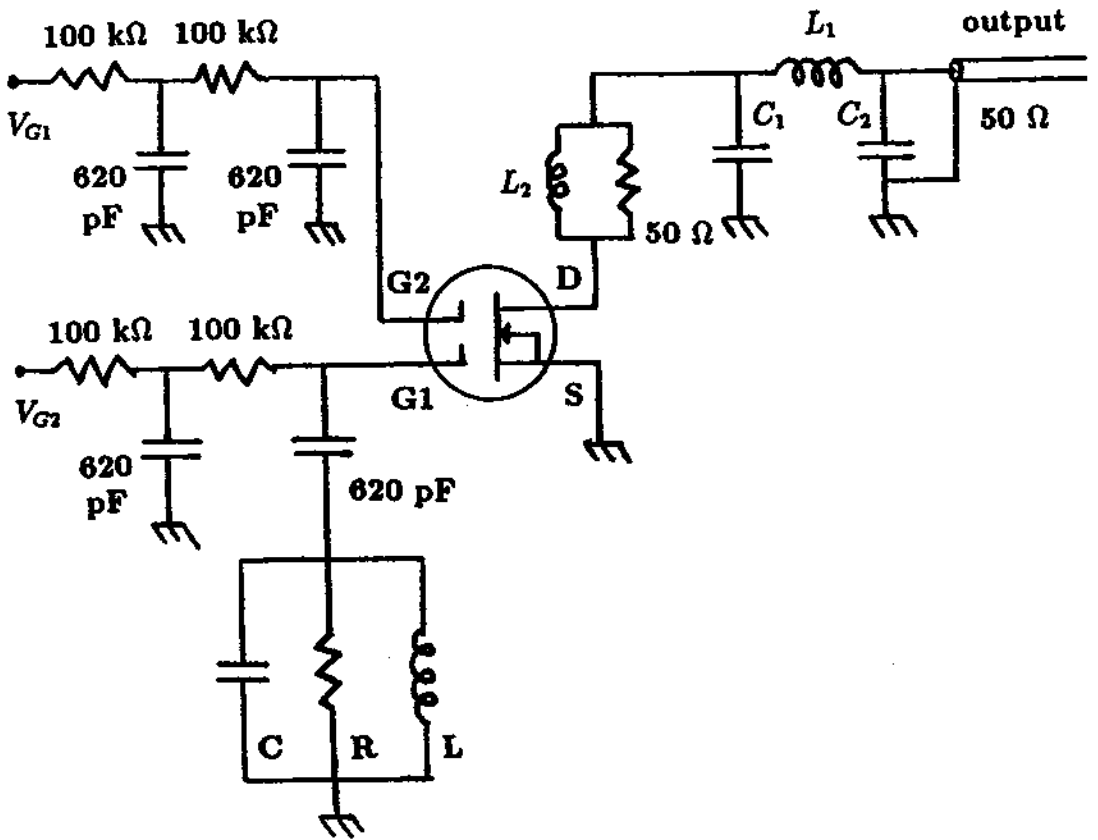 100 kΩ
100 kΩ
V_G1
620
pF
620
pF
L₁
output
C₁
C₂
50 Ω
L₂
50 Ω
G2
D
100 kΩ
100 kΩ
G1
S
V_G2
620
pF
620 pF
C
R
L